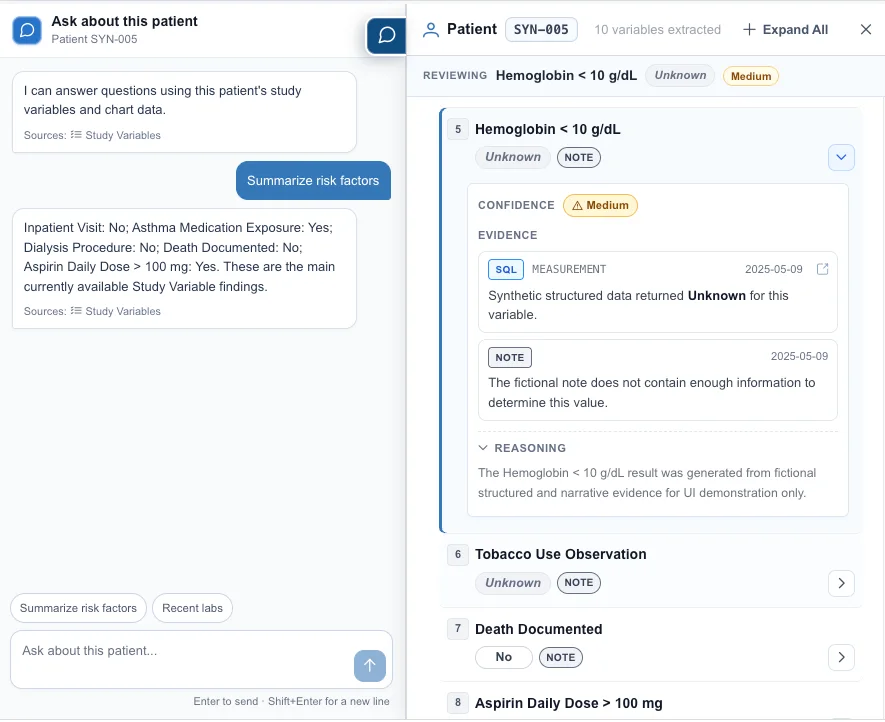 Ask about this patient
Patient SYN-005
I can answer questions using this patient's study
variables and chart data.
Sources: Study Variables
Summarize risk factors
Inpatient Visit: No; Asthma Medication Exposure: Yes;
Dialysis Procedure: No; Death Documented: No;
Aspirin Daily Dose > 100 mg: Yes. These are the main
currently available Study Variable findings.
Sources: Study Variables
Summarize risk factors
Recent labs
Ask about this patient...
Enter to send · Shift+Enter for a new line
Patient SYN-005 10 variables extracted Expand All
REVIEWING Hemoglobin < 10 g/dL Unknown Medium
5 Hemoglobin < 10 g/dL
Unknown NOTE
CONFIDENCE Medium
EVIDENCE
SQL MEASUREMENT 2025-05-09
Synthetic structured data returned Unknown for this
variable.
NOTE 2025-05-09
The fictional note does not contain enough information to
determine this value.
REASONING
The Hemoglobin < 10 g/dL result was generated from fictional
structured and narrative evidence for UI demonstration only.
6 Tobacco Use Observation
Unknown NOTE
7 Death Documented
No NOTE
8 Aspirin Daily Dose > 100 mg